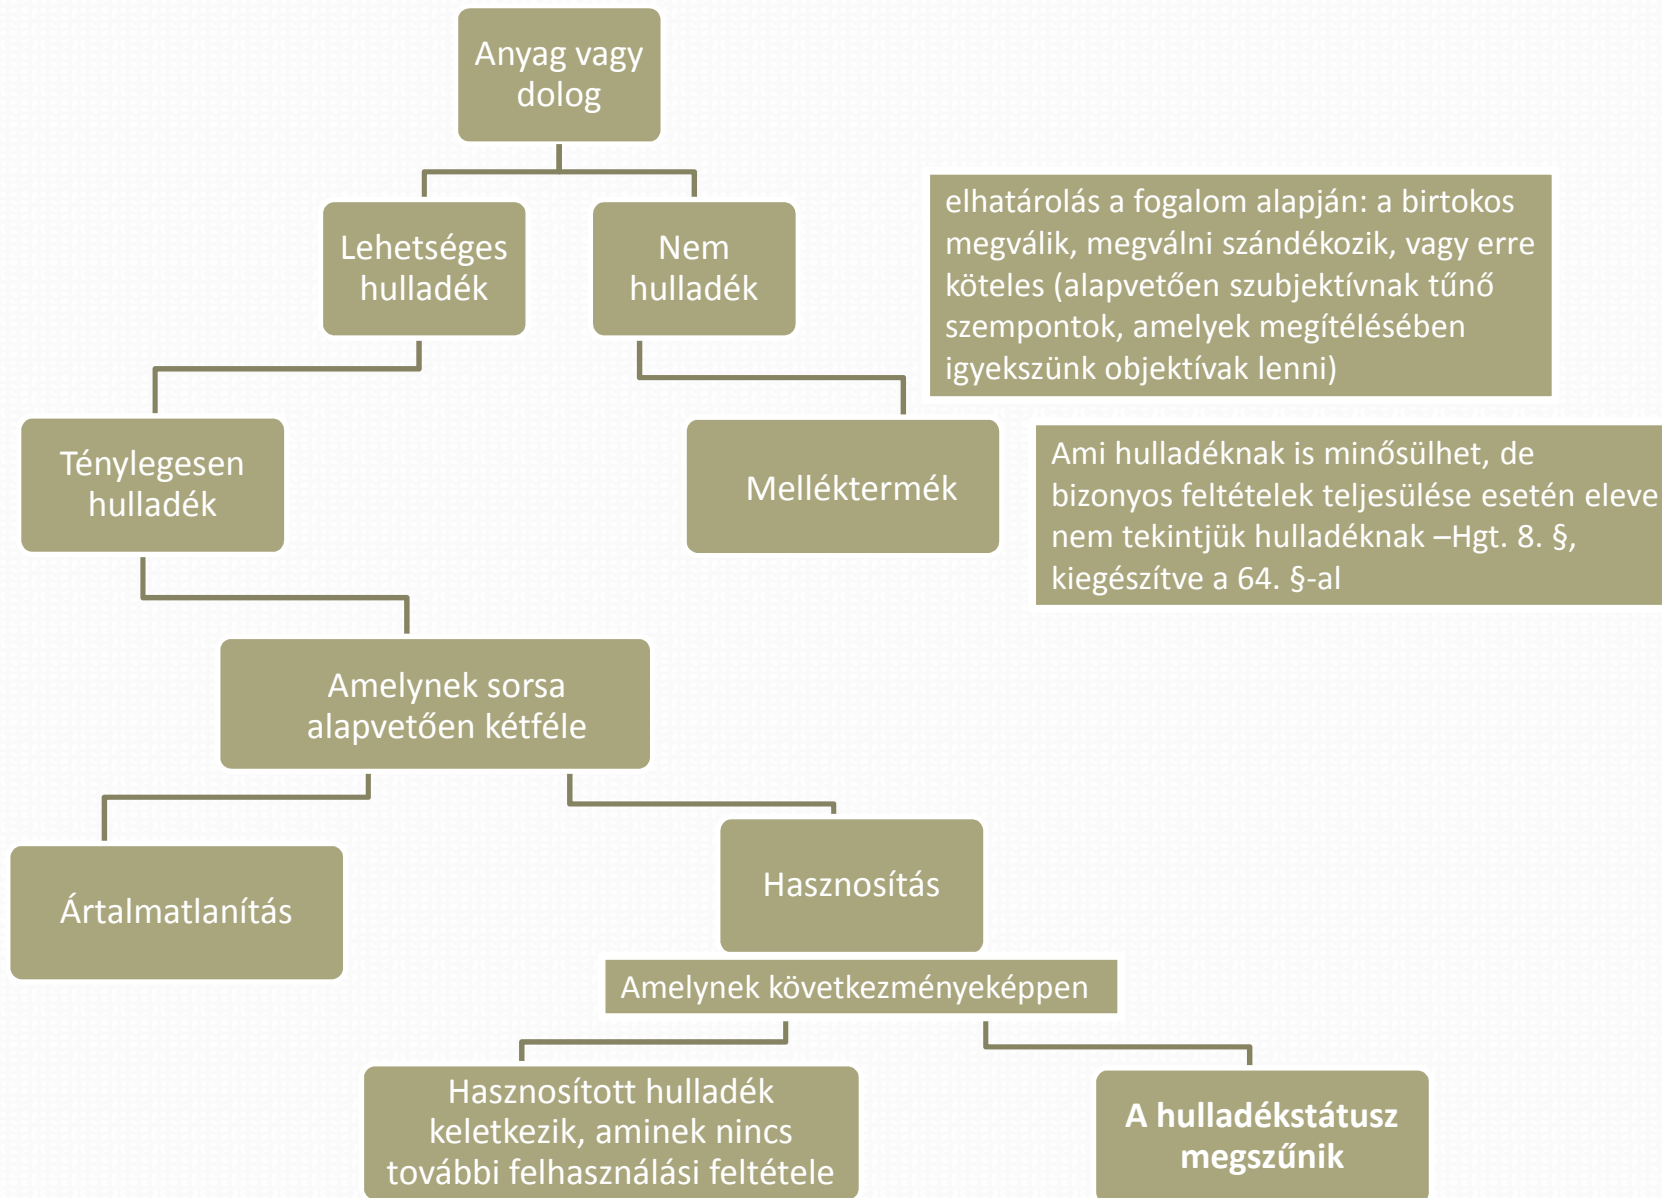 Anyag vagy
dolog
Lehetséges
hulladék
Nem
hulladék
elhatárolás a fogalom alapján: a birtokos
megválik, megválni szándékozik, vagy erre
köteles (alapvetően szubjektívnak tűnő
szempontok, amelyek megítélésében
igyekszünk objektívak lenni)
Ténylegesen
hulladék
Melléktermék
Ami hulladéknak is minősülhet, de
bizonyos feltételek teljesülése esetén eleve
nem tekintjük hulladéknak –Hgt. 8. §,
kiegészítve a 64. §-al
Amelynek sorsa
alapvetően kétféle
Ártalmatlanítás
Hasznosítás
Amelynek következményeképpen
Hasznosított hulladék
keletkezik, aminek nincs
további felhasználási feltétele
A hulladékstátusz
megszűnik